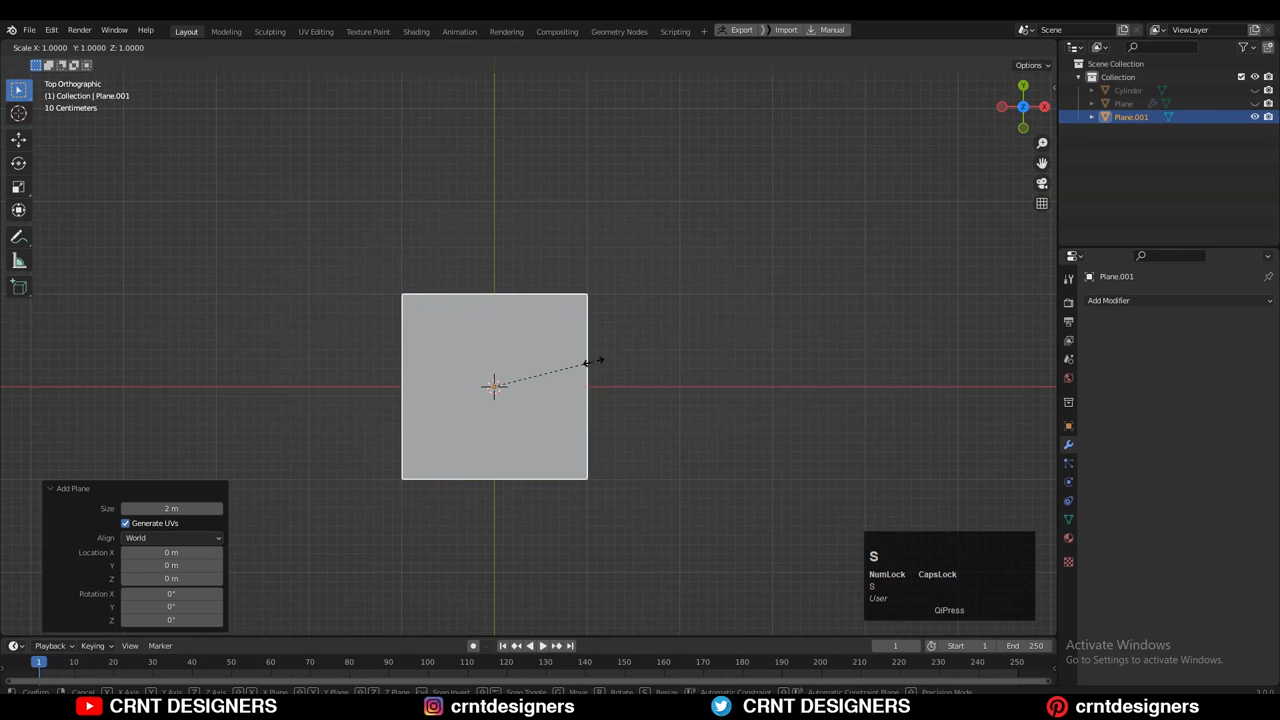 File Edit Render Window Help Layout Modeling Sculpting UV Editing Texture Paint Shading Animation Rendering Compositing Geometry Nodes Scripting + Export Import Manual Scene ViewLayer
Scale X: 1.0000 Y: 1.0000 Z: 1.0000
Options
Top Orthographic
(1) Collection | Plane.001
10 Centimeters
Y
X
Z
Scene Collection
Collection
Cylinder
Plane
Plane.001
Plane.001
Add Modifier
Add Plane
Size 2 m
Generate UVs
Align World
Location X 0 m
Y 0 m
Z 0 m
Rotation X 0°
Y 0°
Z 0°
S
NumLock CapsLock
S
User
QiPress
Playback Keying View Marker 1 Start 1 End 250
1 10 20 30 40 50 60 70 80 90 100 110 120 130 140 150 160 170 180 190 200 210 220 230 240 250
Activate Windows
Go to Settings to activate Windows.
CRNT DESIGNERS crntdesigners CRNT DESIGNERS crntdesigners